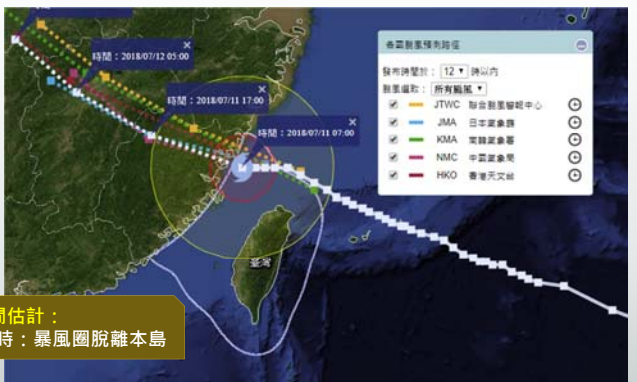 時間：2018/07/12 05:00
時間：2018/07/11 17:00
時間：2018/07/11 07:00
各國颱風預測路徑
發布時間於：12 時以內
颱風選取：所有颱風
JTWC 聯合颱風警報中心
JMA 日本氣象廳
KMA 南韓氣象署
NMC 中國氣象局
HKO 香港天文台
臺灣
間估計：
時：暴風圈脫離本島